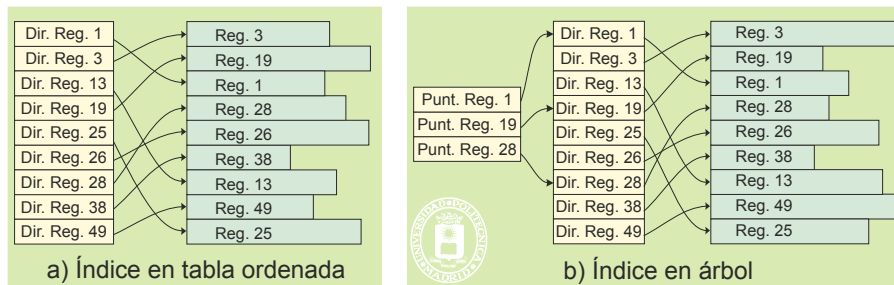 Dir. Reg. 1
Dir. Reg. 3
Dir. Reg. 13
Dir. Reg. 19
Dir. Reg. 25
Dir. Reg. 26
Dir. Reg. 28
Dir. Reg. 38
Dir. Reg. 49
Reg. 3
Reg. 19
Reg. 1
Reg. 28
Reg. 26
Reg. 38
Reg. 13
Reg. 49
Reg. 25
a) Índice en tabla ordenada
Punt. Reg. 1
Punt. Reg. 19
Punt. Reg. 28
Dir. Reg. 1
Dir. Reg. 3
Dir. Reg. 13
Dir. Reg. 19
Dir. Reg. 25
Dir. Reg. 26
Dir. Reg. 28
Dir. Reg. 38
Dir. Reg. 49
Reg. 3
Reg. 19
Reg. 1
Reg. 28
Reg. 26
Reg. 38
Reg. 13
Reg. 49
Reg. 25
UNIVERSIDAD POLITECNICA
MADRID
b) Índice en árbol